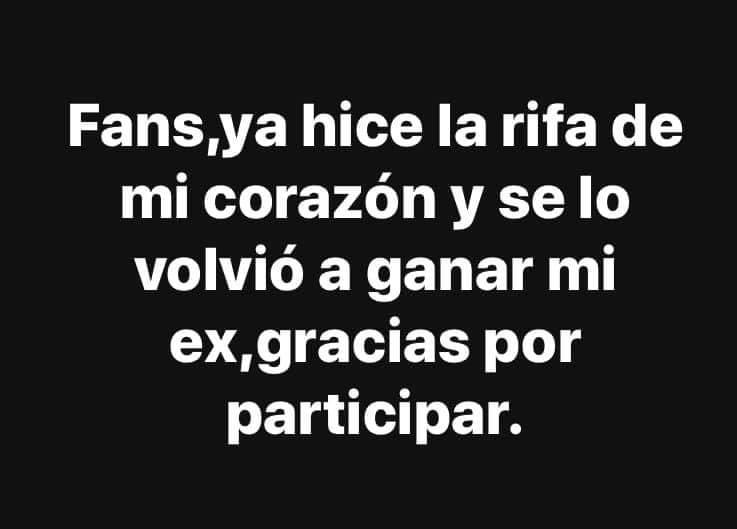 Fans,ya hice la rifa de
mi corazón y se lo
volvió a ganar mi
ex,gracias por
participar.